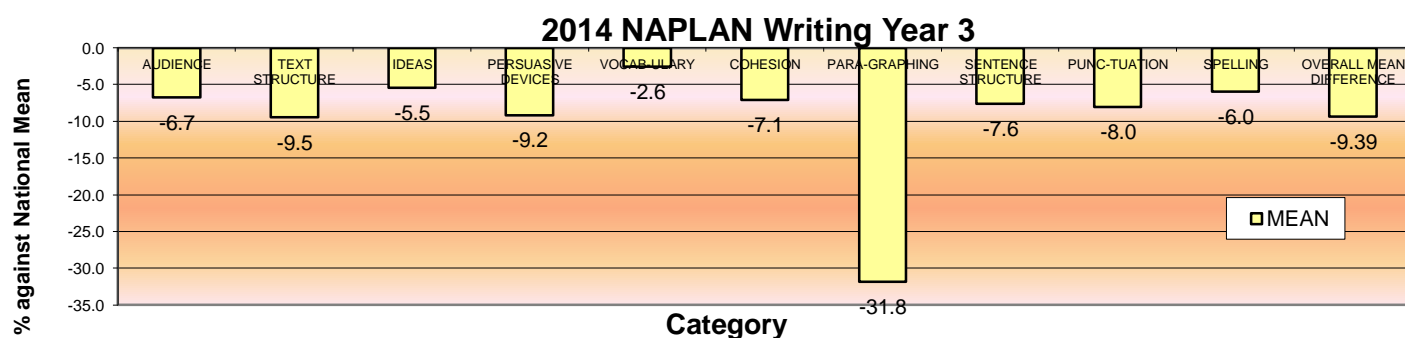 2014 NAPLAN Writing Year 3
% against National Mean
0.0
-5.0
-10.0
-15.0
-20.0
-25.0
-30.0
-35.0
AUDIENCE
TEXT
STRUCTURE
IDEAS
PERSUASIVE
DEVICES
VOCAB-ULARY
COHESION
PARA-GRAPHING
SENTENCE
STRUCTURE
PUNC-TUATION
SPELLING
OVERALL MEAN
DIFFERENCE
-6.7
-9.5
-5.5
-9.2
-2.6
-7.1
-31.8
-7.6
-8.0
-6.0
-9.39
MEAN
Category